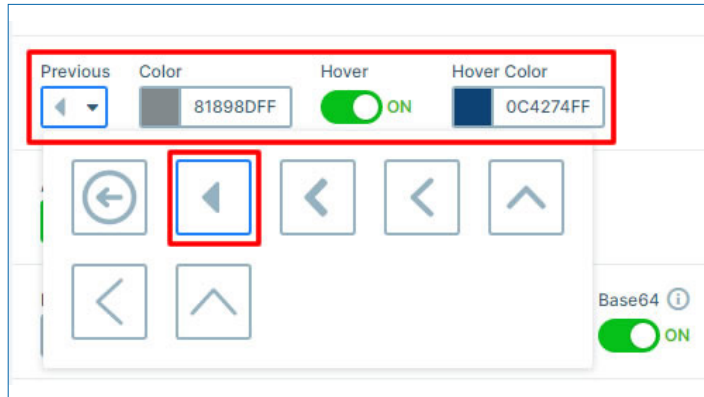 Previous Color Hover Hover Color
81898DFF ON 0C4274FF
Base64
ON